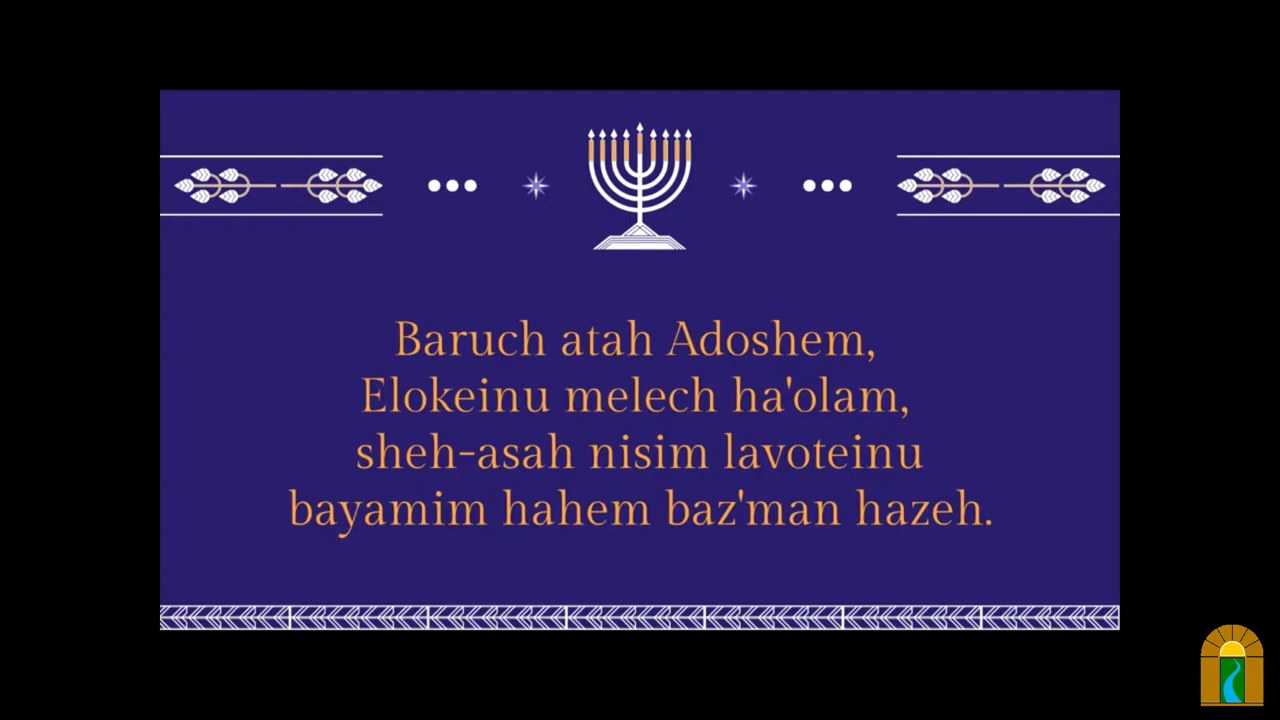 Baruch atah Adoshem,
Elokeinu melech ha'olam,
sheh-asah nisim lavoteinu
bayamim hahem baz'man hazeh.